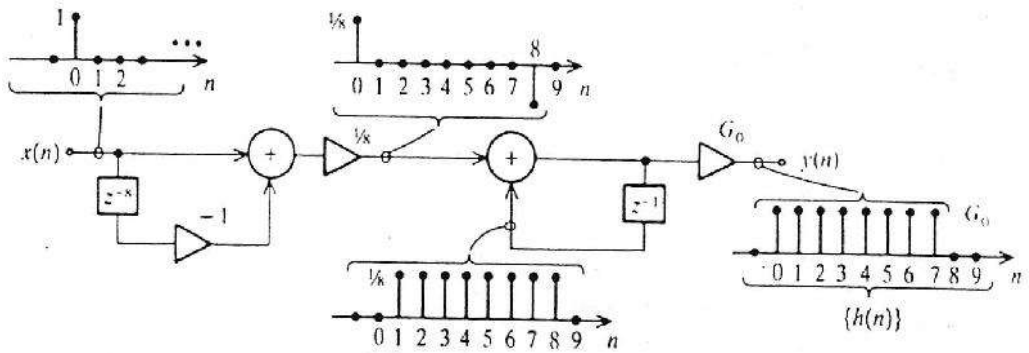 1
...
0 1 2 n
⅛
8
0 1 2 3 4 5 6 7 9 n
x(n)
+
⅛
+
G₀
y(n)
z⁻⁸
−1
z⁻¹
G₀
0 1 2 3 4 5 6 7 8 9 n
{h(n)}
⅛
0 1 2 3 4 5 6 7 8 9 n